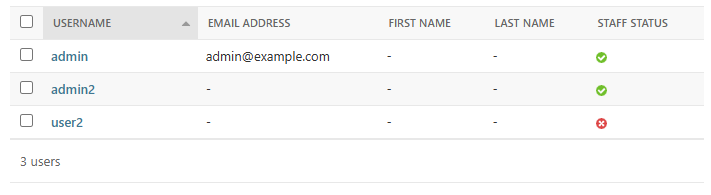 USERNAME EMAIL ADDRESS FIRST NAME LAST NAME STAFF STATUS
admin admin@example.com - -
admin2 - - -
user2 - - -
3 users